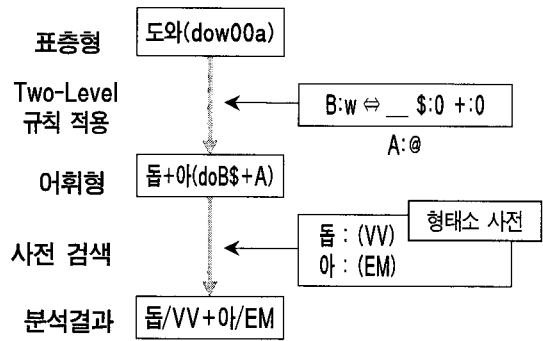 표층형
도와(dow00a)
Two-Level
규칙 적용
B:w ⇔ __ $:0 +:0
A:@
어휘형
돕+아(doB$+A)
사전 검색
형태소 사전
돕 : (VV)
아 : (EM)
분석결과
돕/VV+아/EM